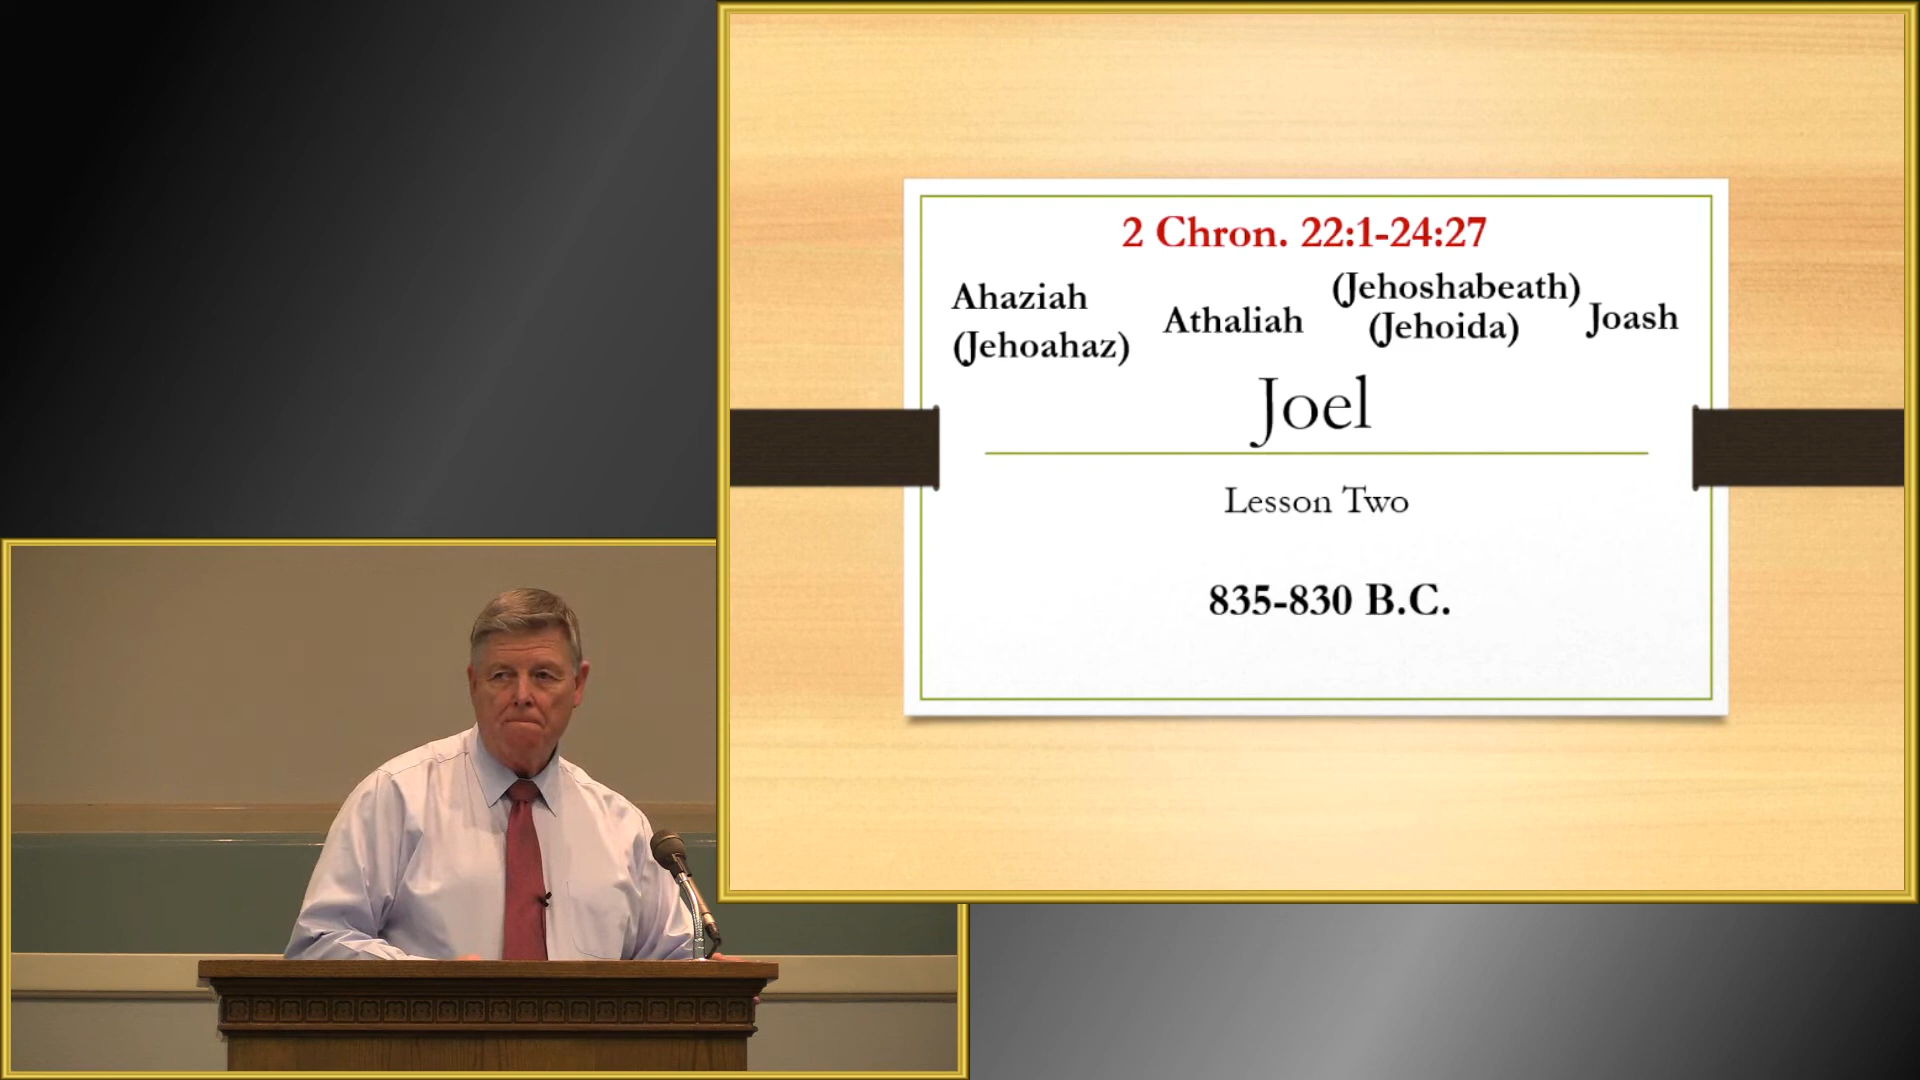 2 Chron. 22:1-24:27
Ahaziah
(Jehoahaz)
Athaliah
(Jehoshabeath)
(Jehoida)
Joash
Joel
Lesson Two
835-830 B.C.